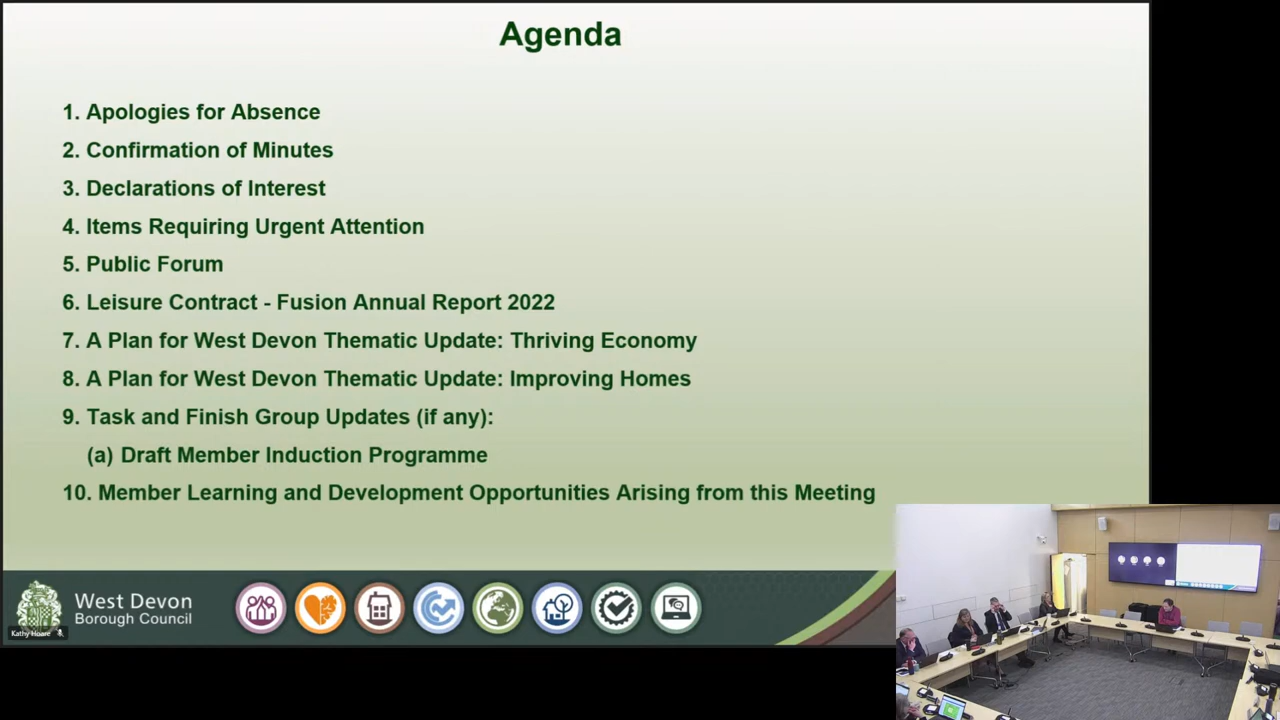 Agenda
1. Apologies for Absence
2. Confirmation of Minutes
3. Declarations of Interest
4. Items Requiring Urgent Attention
5. Public Forum
6. Leisure Contract - Fusion Annual Report 2022
7. A Plan for West Devon Thematic Update: Thriving Economy
8. A Plan for West Devon Thematic Update: Improving Homes
9. Task and Finish Group Updates (if any):
(a) Draft Member Induction Programme
10. Member Learning and Development Opportunities Arising from this Meeting
West Devon
Borough Council
Kathy Hoare